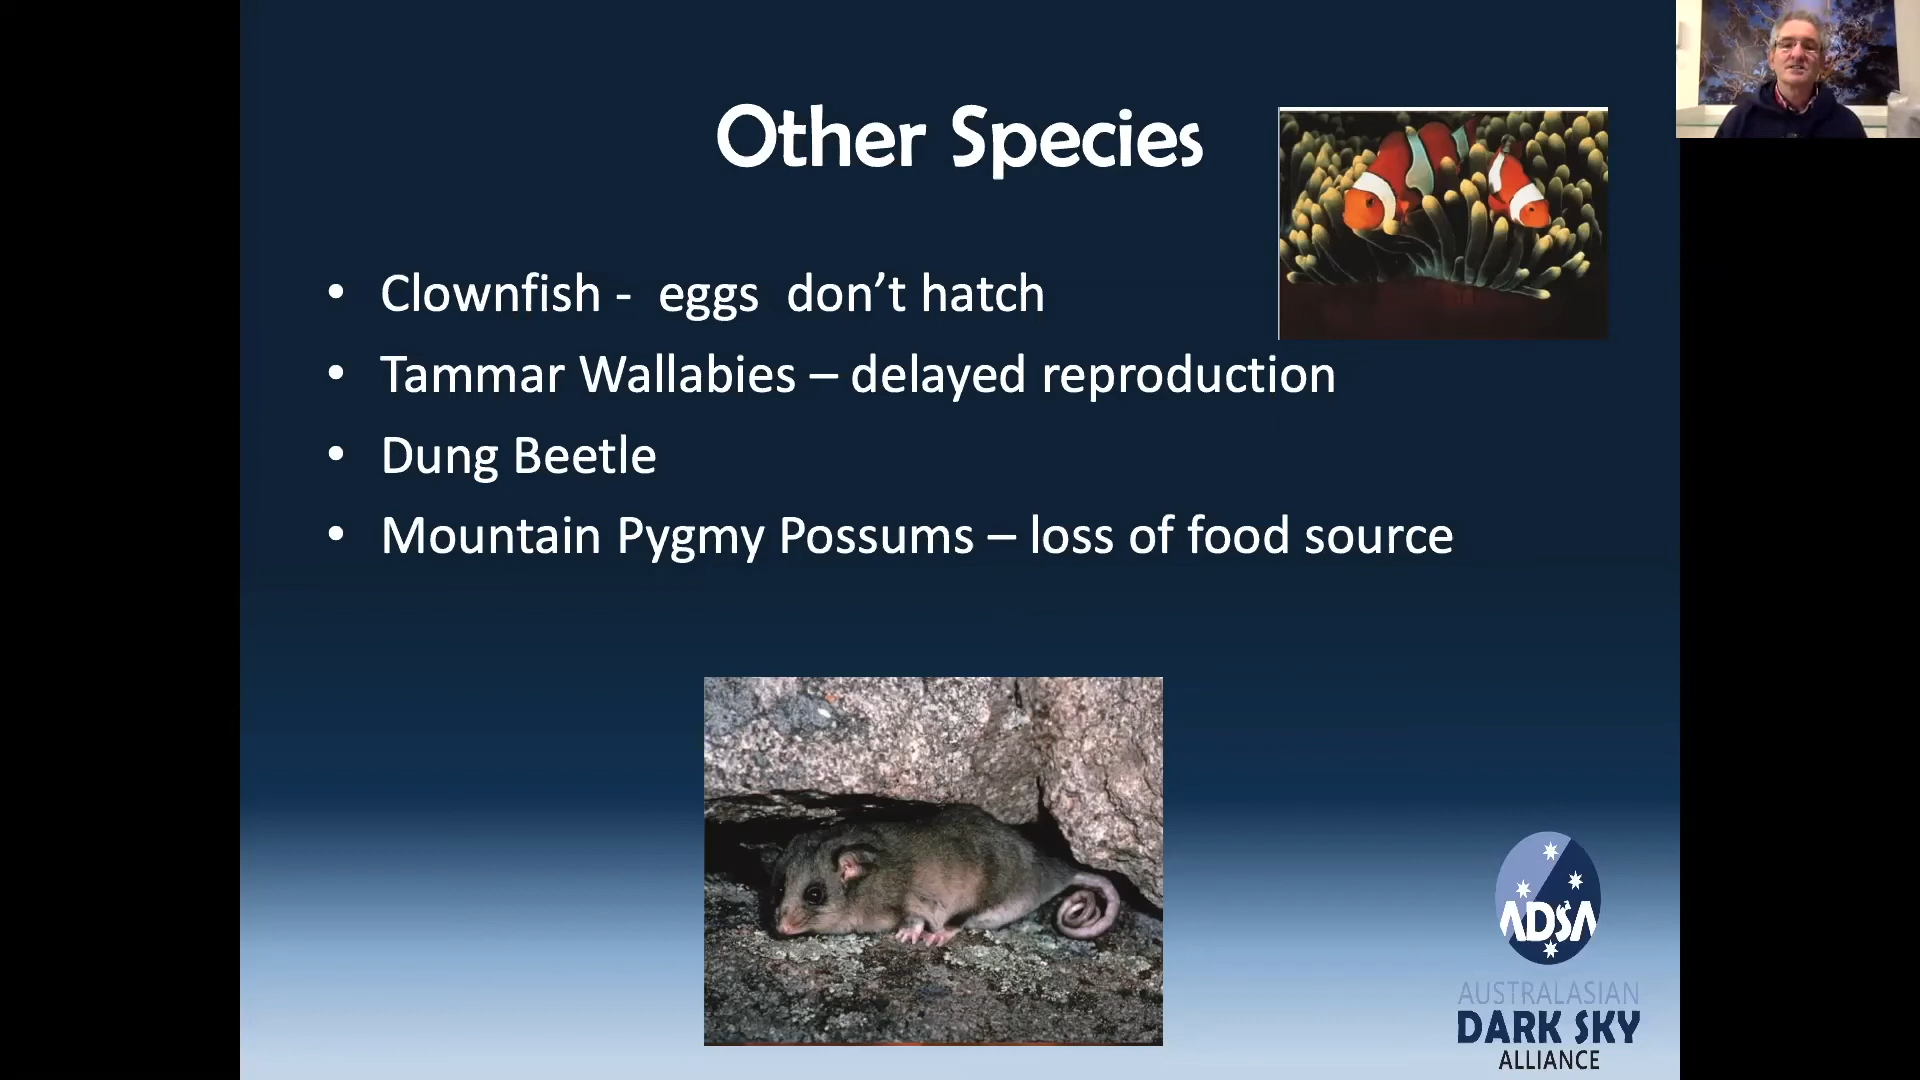 Other Species
• Clownfish - eggs don’t hatch
• Tammar Wallabies – delayed reproduction
• Dung Beetle
• Mountain Pygmy Possums – loss of food source
ADSA
AUSTRALASIAN
DARK SKY
ALLIANCE